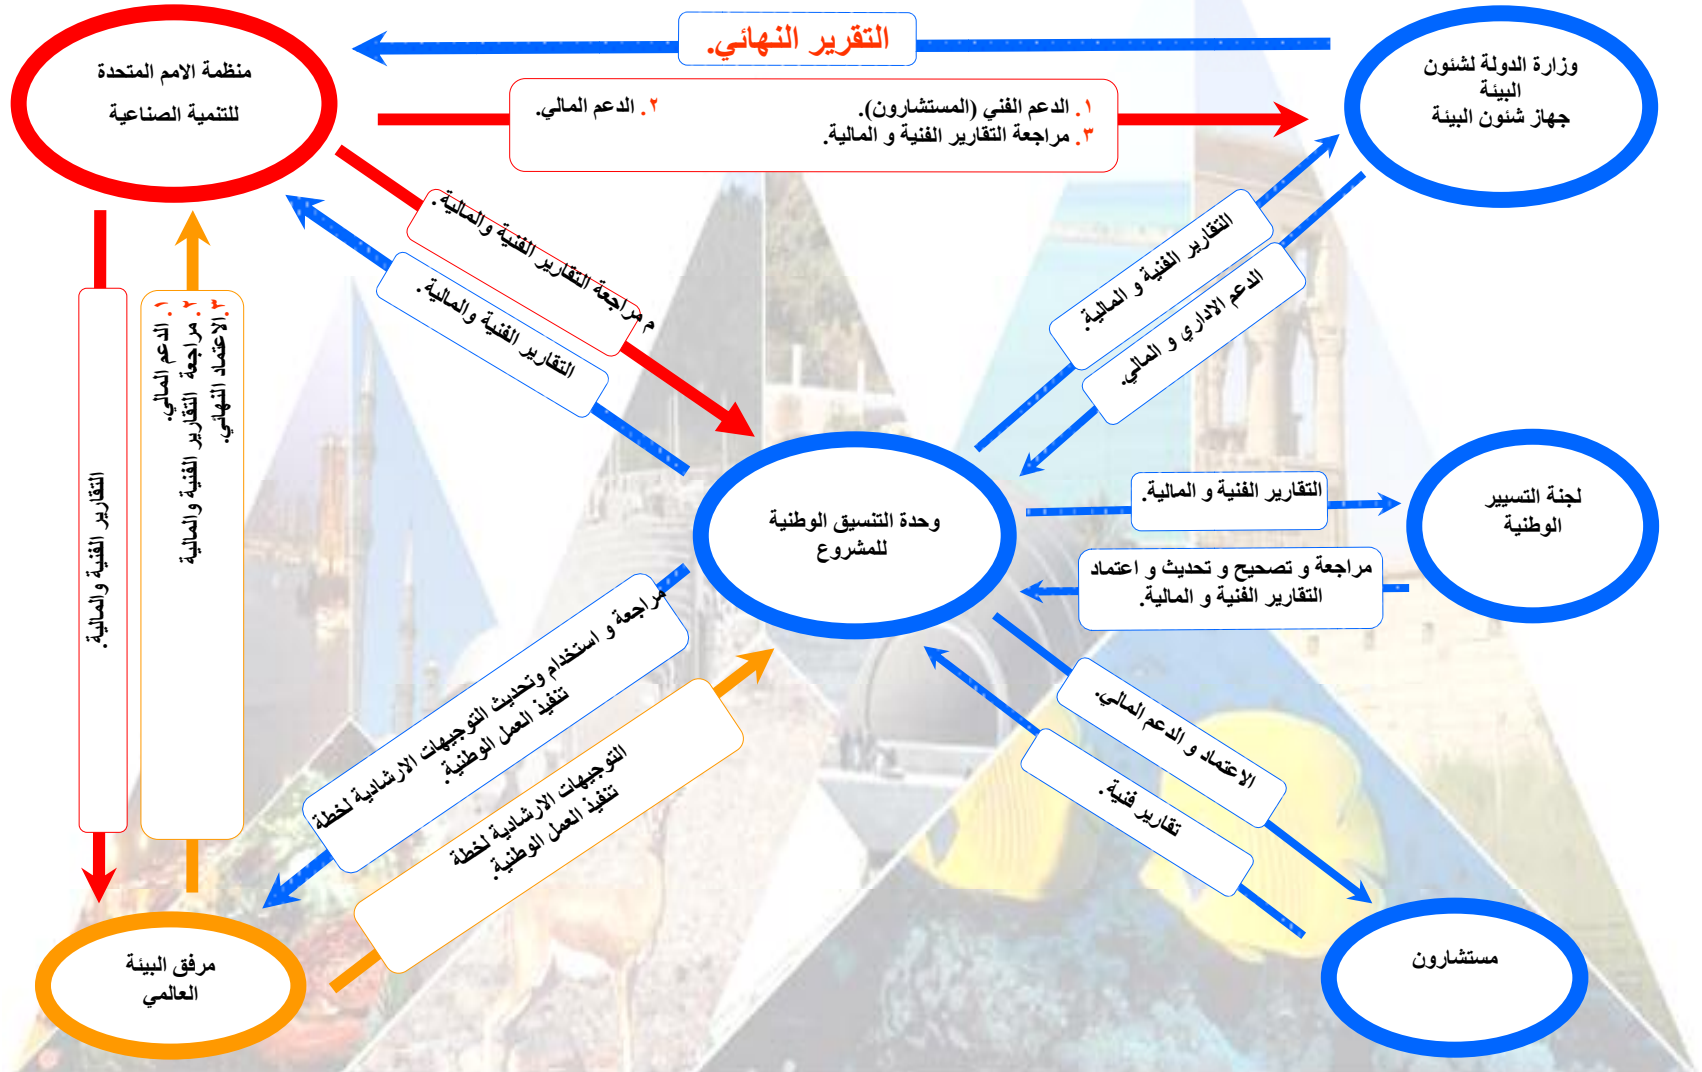 التقرير النهائي.
منظمة الامم المتحدة
للتنمية الصناعية
وزارة الدولة لشئون
البيئة
جهاز شئون البيئة
١. الدعم الفني (المستشارون). ٢. الدعم المالي.
٣. مراجعة التقارير الفنية و المالية.
م مراجعة التقارير الفنية والمالية.
التقارير الفنية والمالية.
التقارير الفنية و المالية.
الدعم الاداري و المالي.
التقارير الفنية والمالية.
١. الدعم المالي.
٢. مراجعة التقارير الفنية والمالية
٣. الاعتماد النهائي.
وحدة التنسيق الوطنية
للمشروع
التقارير الفنية و المالية.
لجنة التسيير
الوطنية
مراجعة و تصحيح و تحديث و اعتماد
التقارير الفنية و المالية.
مراجعة و استخدام وتحديث التوجيهات الارشادية لخطة
تنفيذ العمل الوطنية.
التوجيهات الارشادية لخطة
تنفيذ العمل الوطنية.
الاعتماد و الدعم المالي.
تقارير فنية.
مرفق البيئة
العالمي
مستشارون